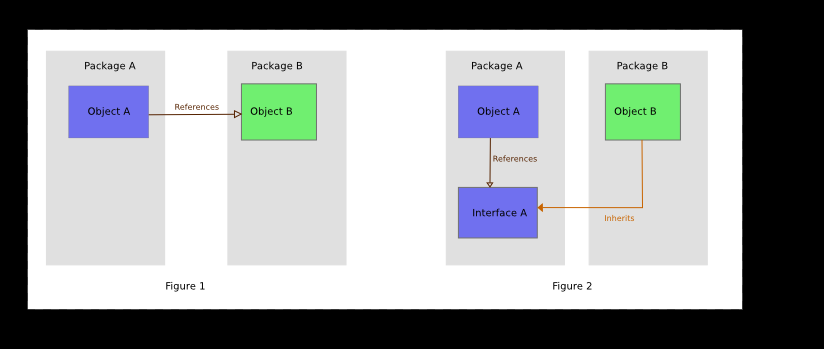 Package A
Package B
Object A
References
Object B
Figure 1
Package A
Package B
Object A
Object B
References
Interface A
Inherits
Figure 2